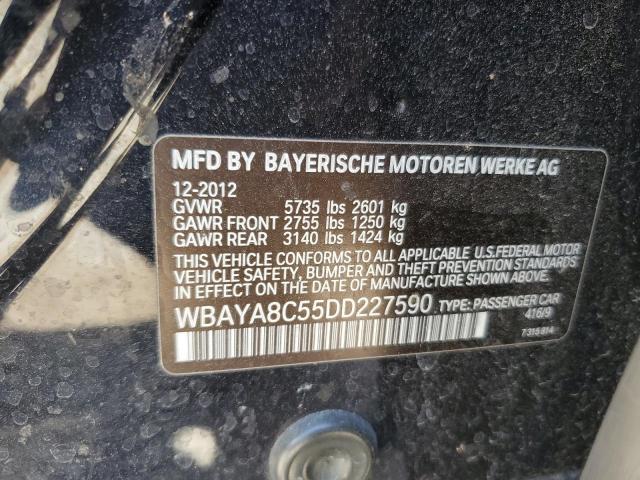 MFD BY BAYERISCHE MOTOREN WERKE AG
12-2012
GVWR 5735 lbs 2601 kg
GAWR FRONT 2755 lbs 1250 kg
GAWR REAR 3140 lbs 1424 kg
THIS VEHICLE CONFORMS TO ALL APPLICABLE U.S.FEDERAL MOTOR
VEHICLE SAFETY, BUMPER AND THEFT PREVENTION STANDARDS
IN EFFECT ON THE DATE OF MANUFACTURE SHOWN ABOVE.
WBAYA8C55DD227590 TYPE: PASSENGER CAR
416/9
7315814